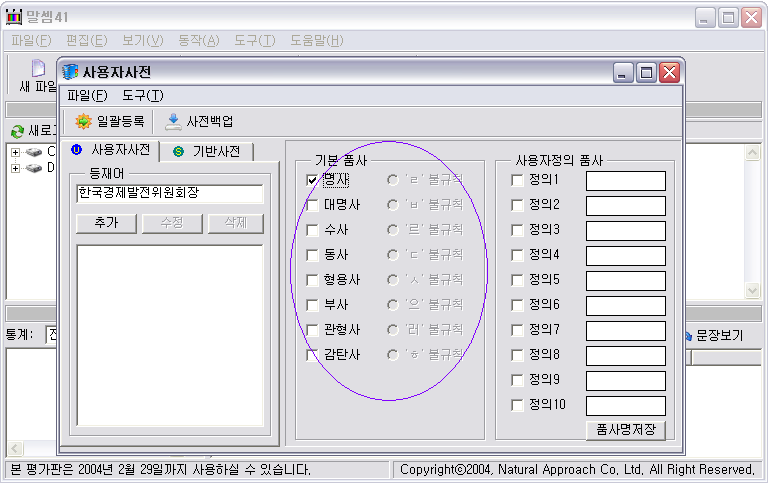 말셈41
파일(F) 편집(E) 보기(V) 동작(A) 도구(T) 도움말(H)
새 파일
사용자사전
파일(F) 도구(T)
일괄등록 사전백업
새로고
C
D
사용자사전 기반사전
등재어
한국경제발전위원회장
추가 수정 삭제
기본 품사
명사 'ㄹ' 불규칙
대명사 'ㅂ' 불규칙
수사 '르' 불규칙
동사 'ㄷ' 불규칙
형용사 'ㅅ' 불규칙
부사 '으' 불규칙
관형사 '러' 불규칙
감탄사 'ㅎ' 불규칙
사용자정의 품사
정의1
정의2
정의3
정의4
정의5
정의6
정의7
정의8
정의9
정의10
품사명저장
통계:
문장보기
본 평가판은 2004년 2월 29일까지 사용하실 수 있습니다.
Copyright©2004, Natural Approach Co, Ltd, All Right Reserved,